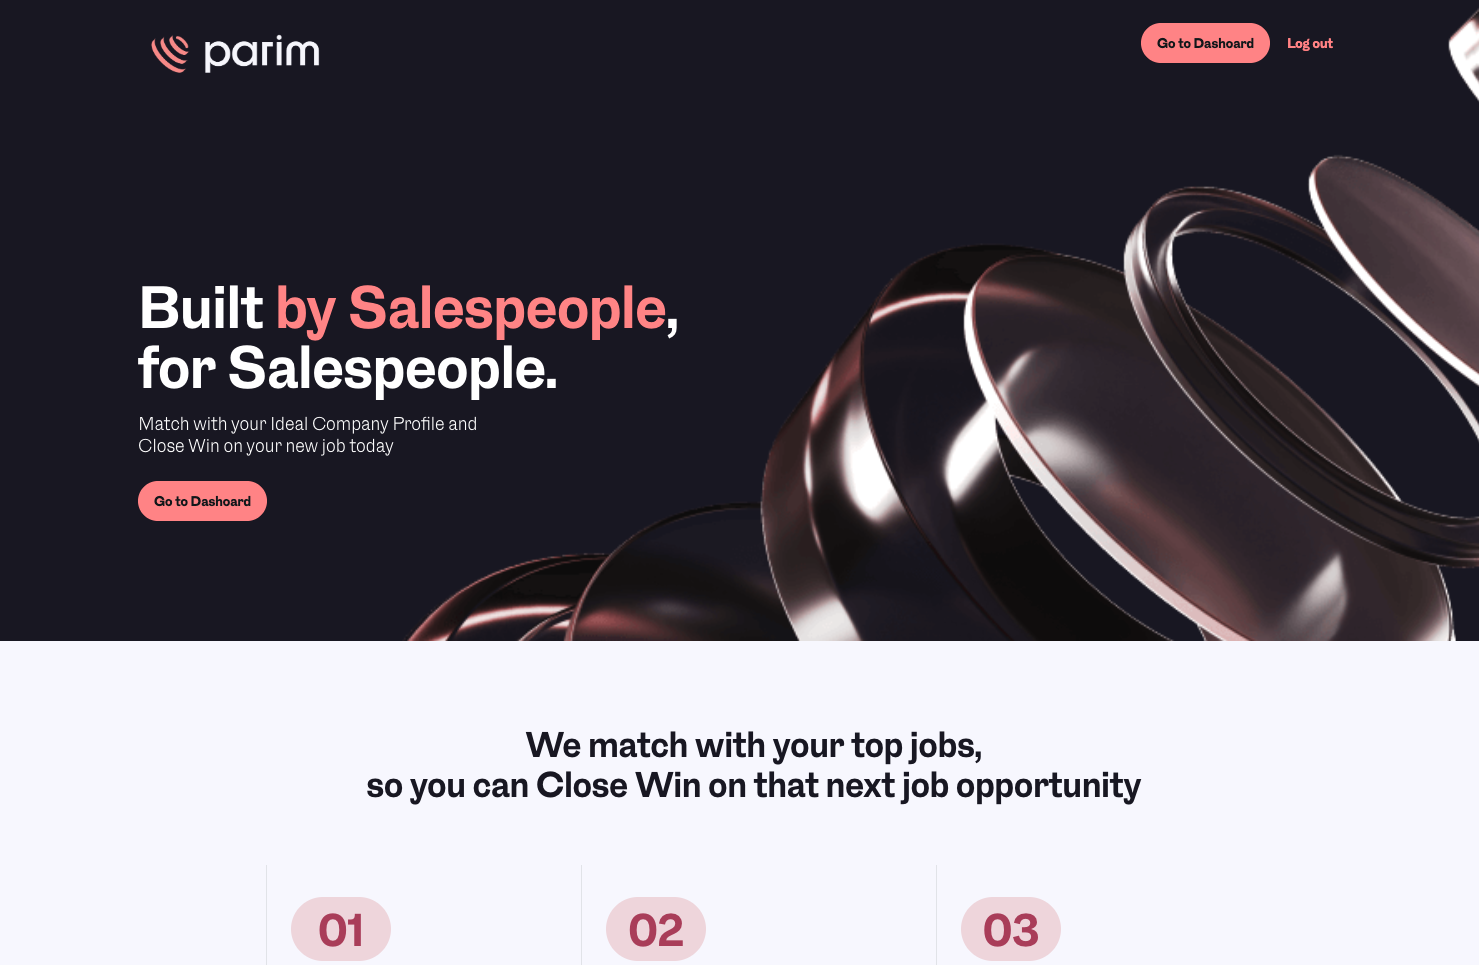 parim
Go to Dashoard
Log out
Built by Salespeople,
for Salespeople.
Match with your Ideal Company Profile and
Close Win on your new job today
Go to Dashoard
We match with your top jobs,
so you can Close Win on that next job opportunity
01
02
03